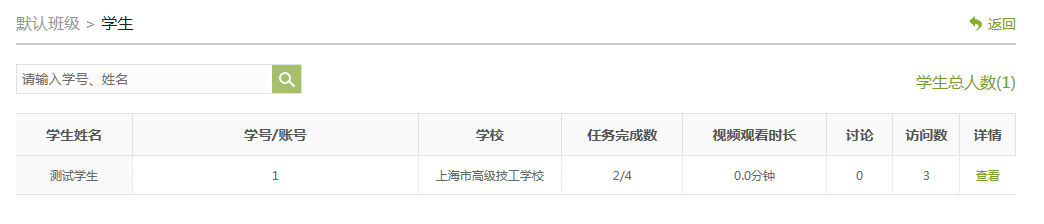 默认班级 > 学生 返回
请输入学号、姓名
学生总人数(1)
学生姓名 学号/账号 学校 任务完成数 视频观看时长 讨论 访问数 详情
测试学生 1 上海市高级技工学校 2/4 0.0分钟 0 3 查看